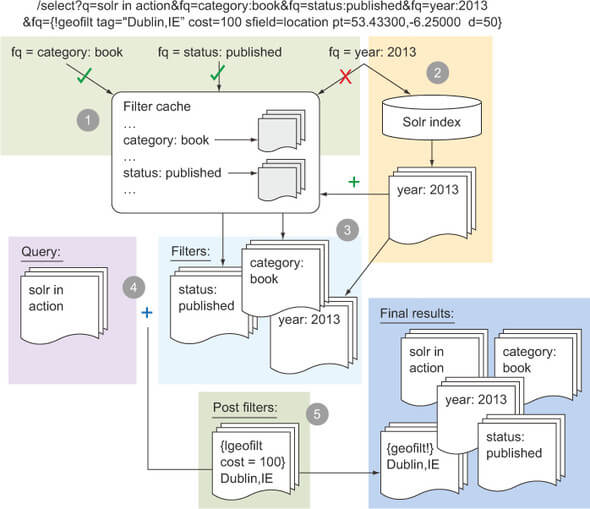 /select?q=solr in action&fq=category:book&fq=status:published&fq=year:2013
&fq={!geofilt tag="Dublin,IE” cost=100 sfield=location pt=53.43300,-6.25000 d=50}
fq = category: book
fq = status: published
fq = year: 2013
1
Filter cache
...
category: book
...
status: published
...
2
Solr index
year: 2013
+
Query:
solr in
action
4
+
Filters:
3
category:
book
status:
published
year: 2013
Post filters:
5
{!geofilt
cost = 100}
Dublin,IE
Final results:
solr in
action
category:
book
year: 2013
{geofilt!}
Dublin,IE
status:
published